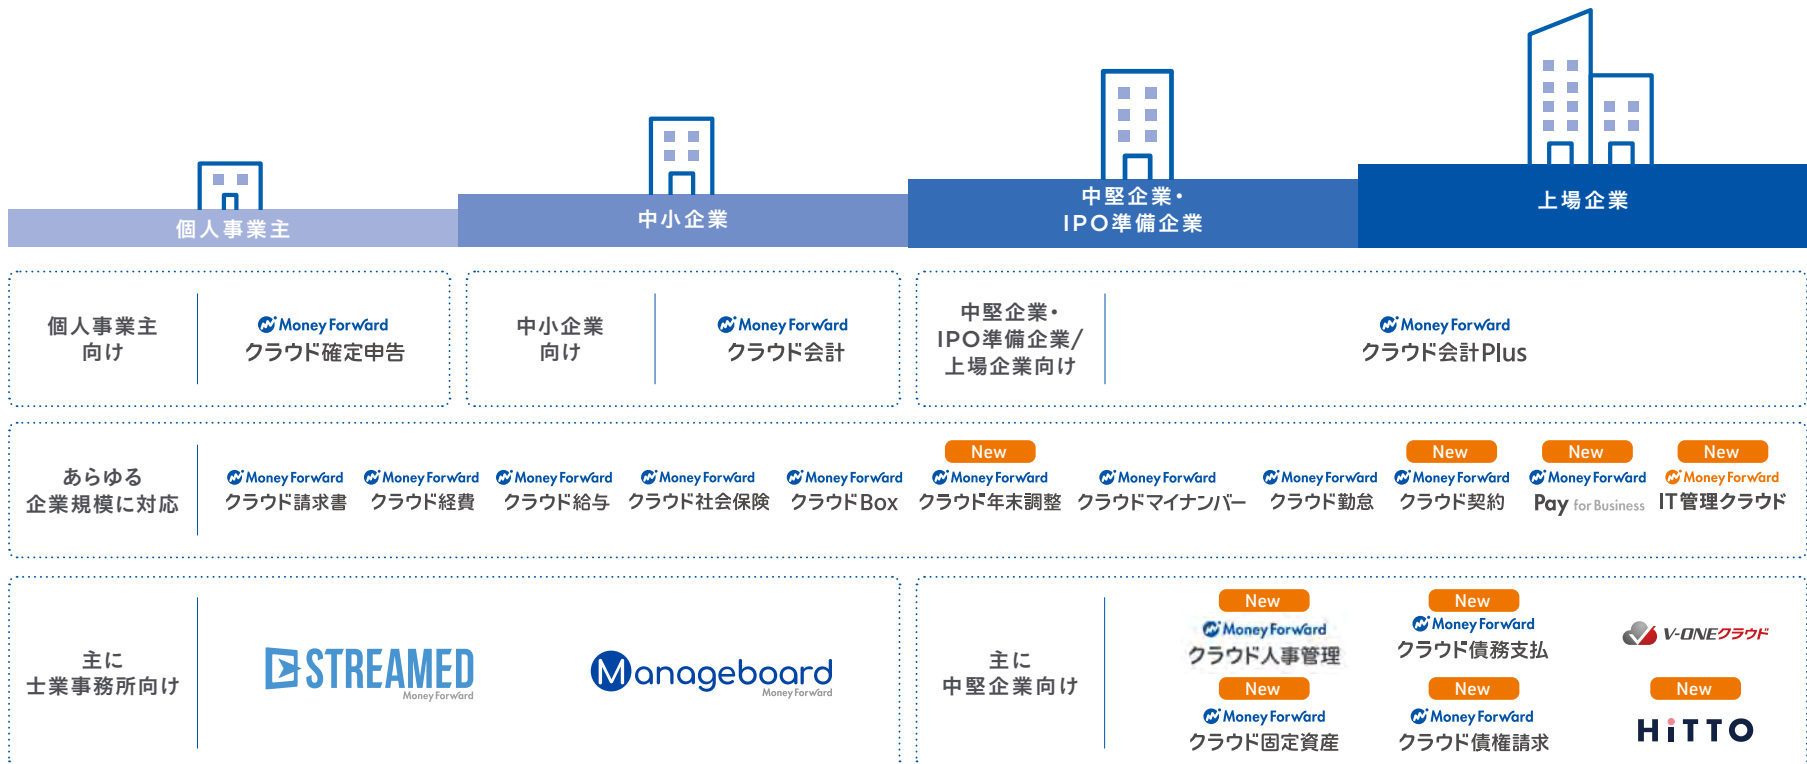 個人事業主
中小企業
中堅企業・
IPO準備企業
上場企業
個人事業主
向け
Money Forward
クラウド確定申告
中小企業
向け
Money Forward
クラウド会計
中堅企業・
IPO準備企業/
上場企業向け
Money Forward
クラウド会計Plus
あらゆる
企業規模に対応
Money Forward
クラウド請求書
Money Forward
クラウド経費
Money Forward
クラウド給与
Money Forward
クラウド社会保険
Money Forward
クラウドBox
New
Money Forward
クラウド年末調整
Money Forward
クラウドマイナンバー
Money Forward
クラウド勤怠
New
Money Forward
クラウド契約
New
Money Forward
Pay for Business
New
Money Forward
IT管理クラウド
主に
士業事務所向け
STREAMED
Money Forward
Manageboard
Money Forward
主に
中堅企業向け
New
Money Forward
クラウド人事管理
New
Money Forward
クラウド債務支払
V-ONEクラウド
New
Money Forward
クラウド固定資産
New
Money Forward
クラウド債権請求
New
HiTTO